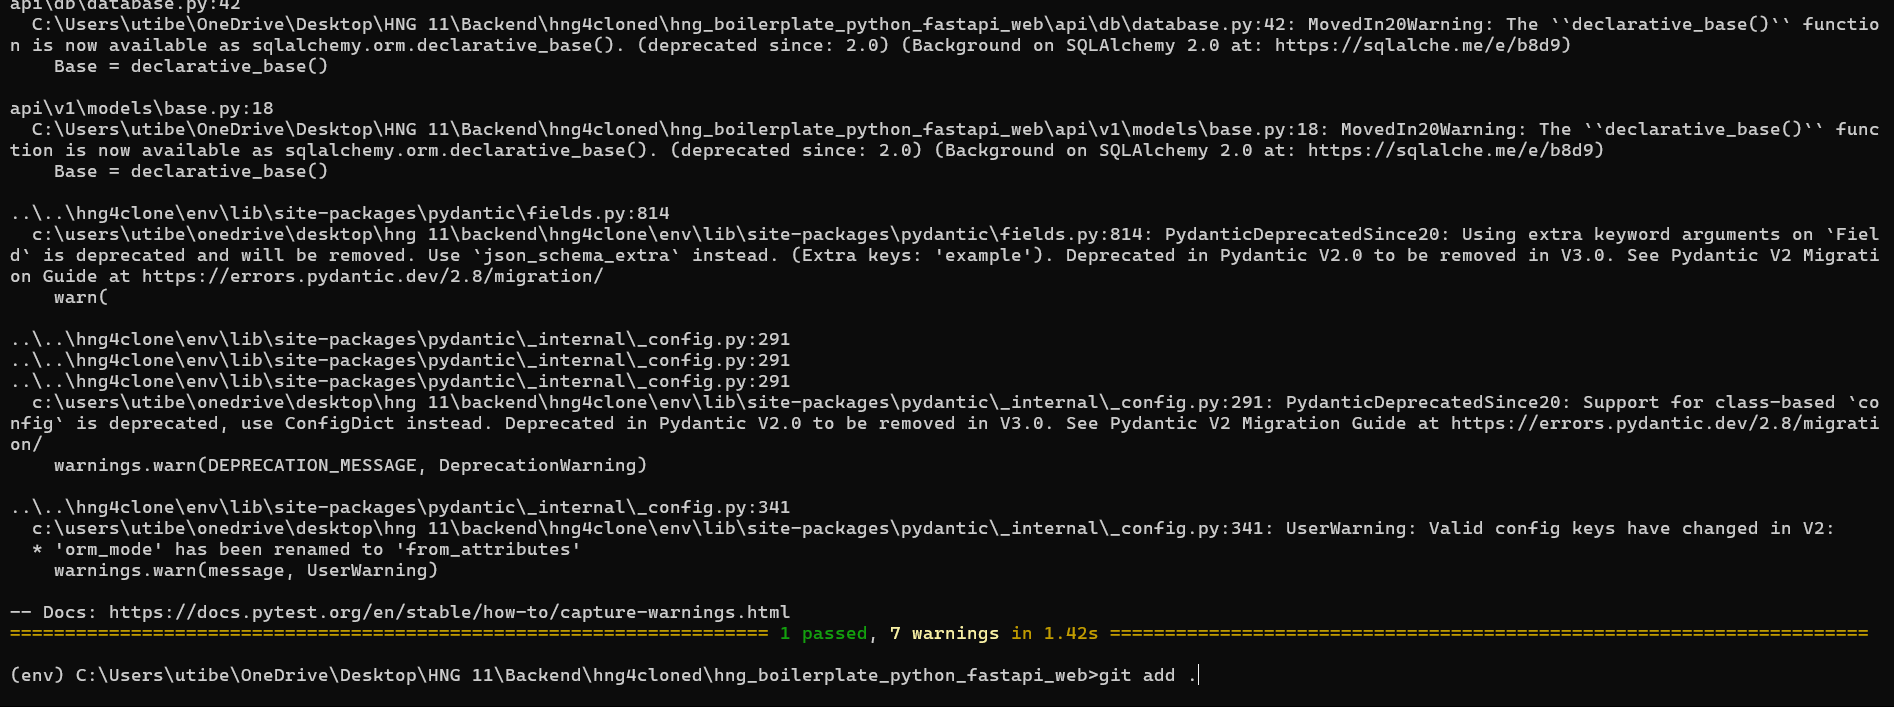 api\db\database.py:42
  C:\Users\utibe\OneDrive\Desktop\HNG 11\Backend\hng4cloned\hng_boilerplate_python_fastapi_web\api\db\database.py:42: MovedIn20Warning: The ``declarative_base()`` functio
n is now available as sqlalchemy.orm.declarative_base(). (deprecated since: 2.0) (Background on SQLAlchemy 2.0 at: https://sqlalche.me/e/b8d9)
    Base = declarative_base()

api\v1\models\base.py:18
  C:\Users\utibe\OneDrive\Desktop\HNG 11\Backend\hng4cloned\hng_boilerplate_python_fastapi_web\api\v1\models\base.py:18: MovedIn20Warning: The ``declarative_base()`` func
tion is now available as sqlalchemy.orm.declarative_base(). (deprecated since: 2.0) (Background on SQLAlchemy 2.0 at: https://sqlalche.me/e/b8d9)
    Base = declarative_base()

..\..\hng4clone\env\lib\site-packages\pydantic\fields.py:814
  c:\users\utibe\onedrive\desktop\hng 11\backend\hng4clone\env\lib\site-packages\pydantic\fields.py:814: PydanticDeprecatedSince20: Using extra keyword arguments on `Fiel
d` is deprecated and will be removed. Use `json_schema_extra` instead. (Extra keys: 'example'). Deprecated in Pydantic V2.0 to be removed in V3.0. See Pydantic V2 Migrati
on Guide at https://errors.pydantic.dev/2.8/migration/
    warn(

..\..\hng4clone\env\lib\site-packages\pydantic\_internal\_config.py:291
..\..\hng4clone\env\lib\site-packages\pydantic\_internal\_config.py:291
..\..\hng4clone\env\lib\site-packages\pydantic\_internal\_config.py:291
  c:\users\utibe\onedrive\desktop\hng 11\backend\hng4clone\env\lib\site-packages\pydantic\_internal\_config.py:291: PydanticDeprecatedSince20: Support for class-based `co
nfig` is deprecated, use ConfigDict instead. Deprecated in Pydantic V2.0 to be removed in V3.0. See Pydantic V2 Migration Guide at https://errors.pydantic.dev/2.8/migrati
on/
    warnings.warn(DEPRECATION_MESSAGE, DeprecationWarning)

..\..\hng4clone\env\lib\site-packages\pydantic\_internal\_config.py:341
  c:\users\utibe\onedrive\desktop\hng 11\backend\hng4clone\env\lib\site-packages\pydantic\_internal\_config.py:341: UserWarning: Valid config keys have changed in V2:
  * 'orm_mode' has been renamed to 'from_attributes'
    warnings.warn(message, UserWarning)

-- Docs: https://docs.pytest.org/en/stable/how-to/capture-warnings.html
===================================================================== 1 passed, 7 warnings in 1.42s =====================================================================

(env) C:\Users\utibe\OneDrive\Desktop\HNG 11\Backend\hng4cloned\hng_boilerplate_python_fastapi_web>git add .